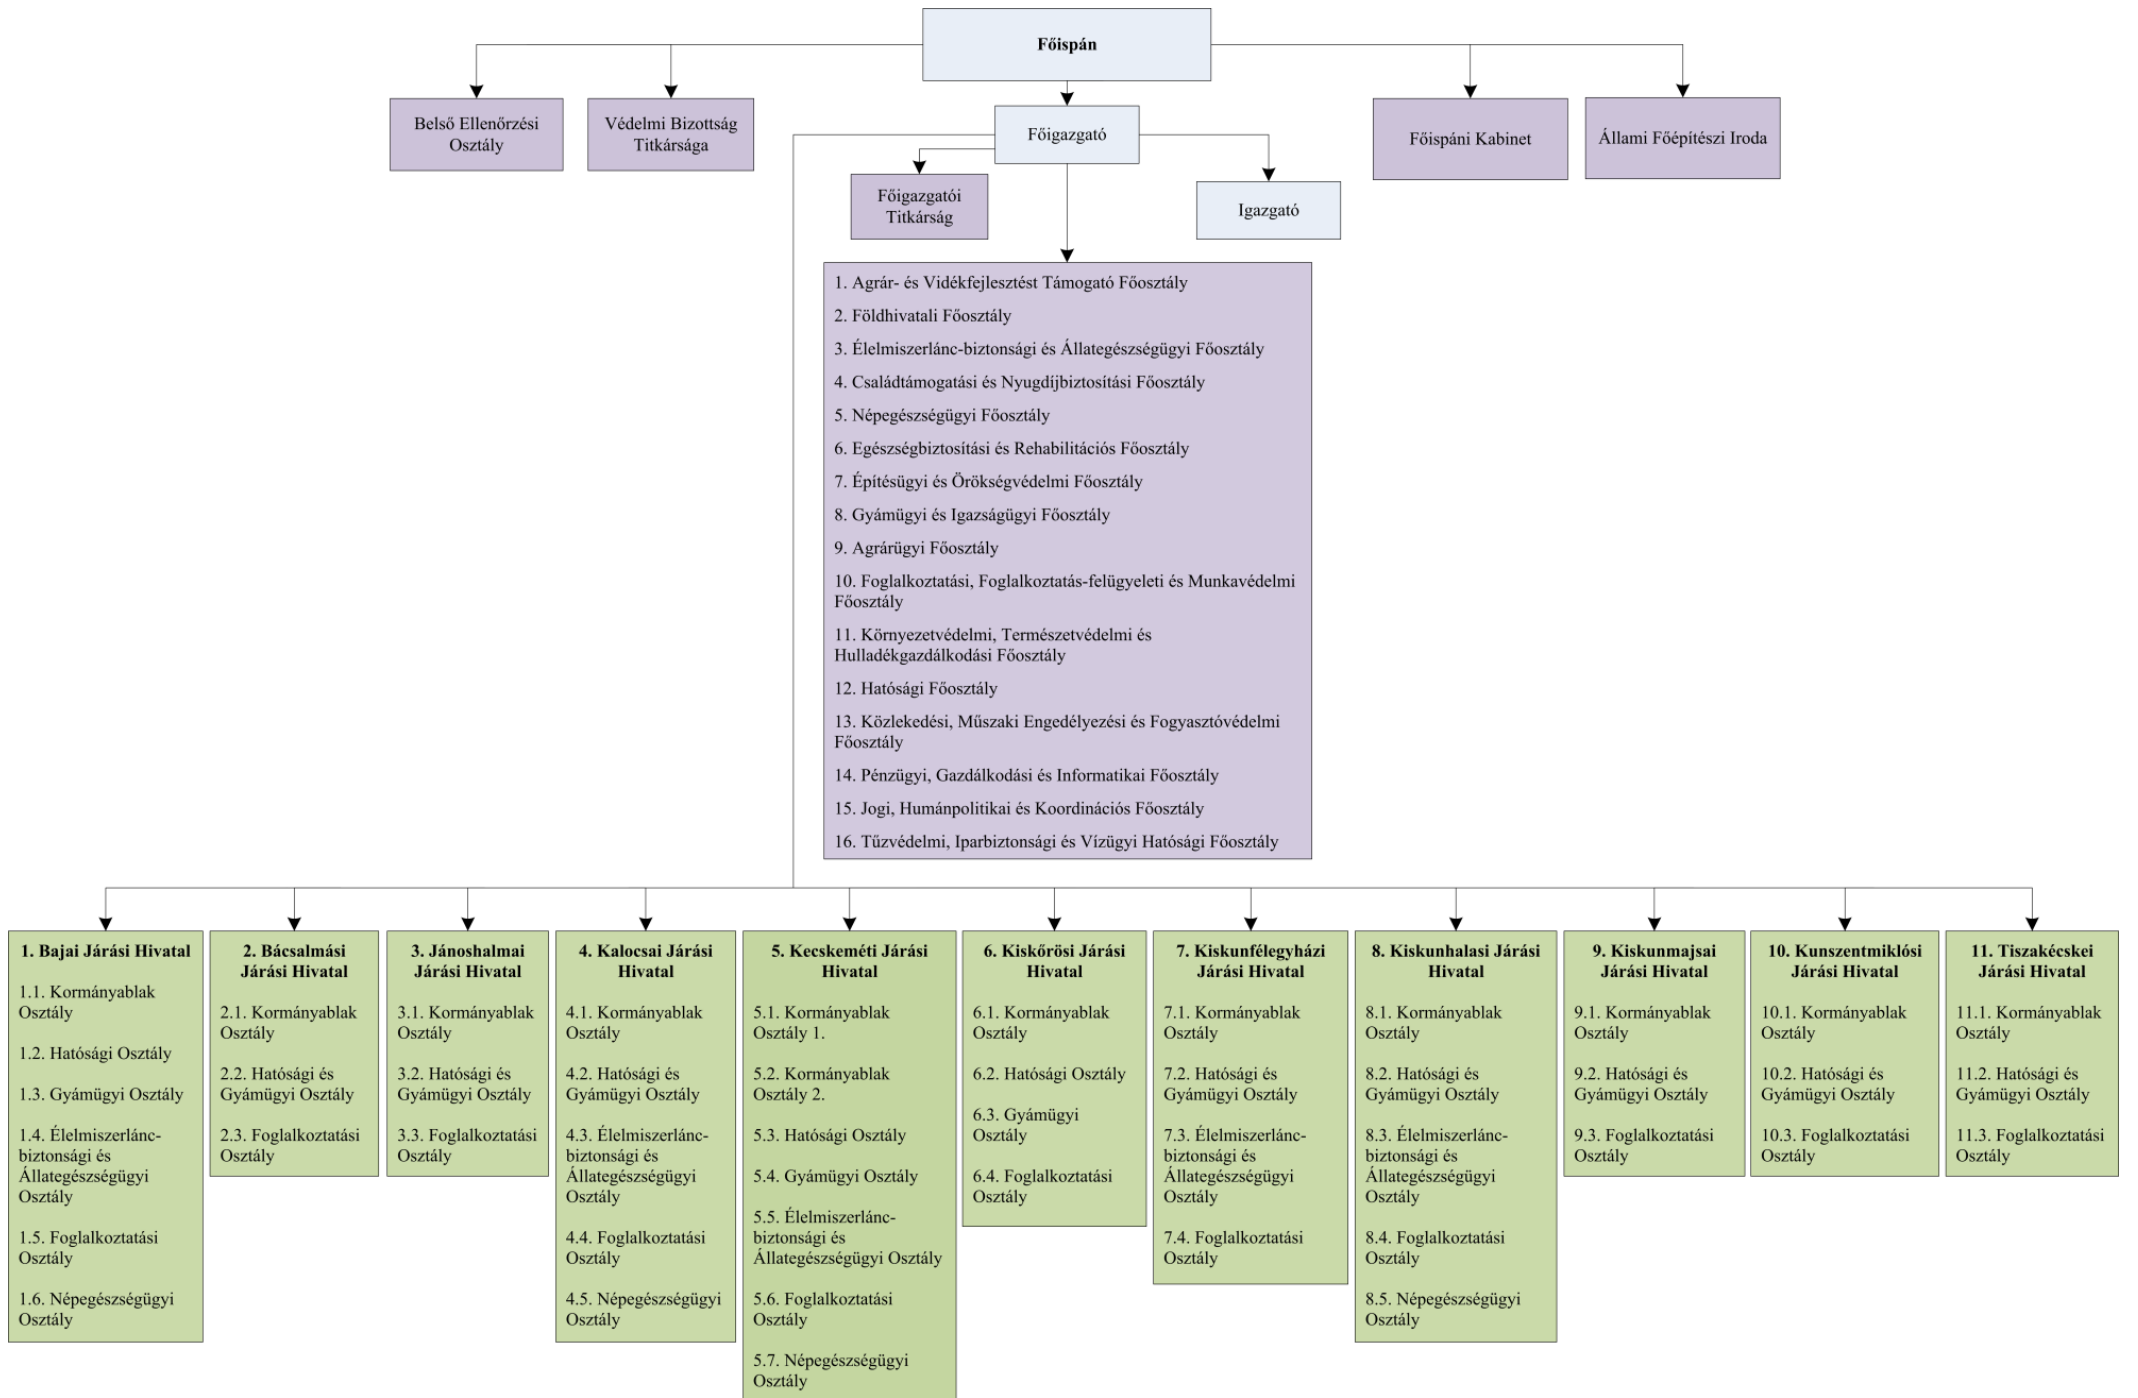 Főispán
Belső Ellenőrzési
Osztály
Védelmi Bizottság
Titkársága
Főigazgató
Főispáni Kabinet
Állami Főépítészi Iroda
Főigazgatói
Titkárság
Igazgató
1. Agrár- és Vidékfejlesztést Támogató Főosztály
2. Földhivatali Főosztály
3. Élelmiszerlánc-biztonsági és Állategészségügyi Főosztály
4. Családtámogatási és Nyugdíjbiztosítási Főosztály
5. Népegészségügyi Főosztály
6. Egészségbiztosítási és Rehabilitációs Főosztály
7. Építésügyi és Örökségvédelmi Főosztály
8. Gyámügyi és Igazságügyi Főosztály
9. Agrárügyi Főosztály
10. Foglalkoztatási, Foglalkoztatás-felügyeleti és Munkavédelmi
Főosztály
11. Környezetvédelmi, Természetvédelmi és
Hulladékgazdálkodási Főosztály
12. Hatósági Főosztály
13. Közlekedési, Műszaki Engedélyezési és Fogyasztóvédelmi
Főosztály
14. Pénzügyi, Gazdálkodási és Informatikai Főosztály
15. Jogi, Humánpolitikai és Koordinációs Főosztály
16. Tűzvédelmi, Iparbiztonsági és Vízügyi Hatósági Főosztály
1. Bajai Járási Hivatal
1.1. Kormányablak
Osztály
1.2. Hatósági Osztály
1.3. Gyámügyi Osztály
1.4. Élelmiszerlánc-
biztonsági és
Állategészségügyi
Osztály
1.5. Foglalkoztatási
Osztály
1.6. Népegészségügyi
Osztály
2. Bácsalmási
Járási Hivatal
2.1. Kormányablak
Osztály
2.2. Hatósági és
Gyámügyi Osztály
2.3. Foglalkoztatási
Osztály
3. Jánoshalmai
Járási Hivatal
3.1. Kormányablak
Osztály
3.2. Hatósági és
Gyámügyi Osztály
3.3. Foglalkoztatási
Osztály
4. Kalocsai Járási
Hivatal
4.1. Kormányablak
Osztály
4.2. Hatósági és
Gyámügyi Osztály
4.3. Élelmiszerlánc-
biztonsági és
Állategészségügyi
Osztály
4.4. Foglalkoztatási
Osztály
4.5. Népegészségügyi
Osztály
5. Kecskeméti Járási
Hivatal
5.1. Kormányablak
Osztály 1.
5.2. Kormányablak
Osztály 2.
5.3. Hatósági Osztály
5.4. Gyámügyi Osztály
5.5. Élelmiszerlánc-
biztonsági és
Állategészségügyi Osztály
5.6. Foglalkoztatási
Osztály
5.7. Népegészségügyi
Osztály
6. Kiskőrösi Járási
Hivatal
6.1. Kormányablak
Osztály
6.2. Hatósági Osztály
6.3. Gyámügyi
Osztály
6.4. Foglalkoztatási
Osztály
7. Kiskunfélegyházi
Járási Hivatal
7.1. Kormányablak
Osztály
7.2. Hatósági és
Gyámügyi Osztály
7.3. Élelmiszerlánc-
biztonsági és
Állategészségügyi
Osztály
7.4. Foglalkoztatási
Osztály
8. Kiskunhalasi Járási
Hivatal
8.1. Kormányablak
Osztály
8.2. Hatósági és
Gyámügyi Osztály
8.3. Élelmiszerlánc-
biztonsági és
Állategészségügyi
Osztály
8.4. Foglalkoztatási
Osztály
8.5. Népegészségügyi
Osztály
9. Kiskunmajsai
Járási Hivatal
9.1. Kormányablak
Osztály
9.2. Hatósági és
Gyámügyi Osztály
9.3. Foglalkoztatási
Osztály
10. Kunszentmiklósi
Járási Hivatal
10.1. Kormányablak
Osztály
10.2. Hatósági és
Gyámügyi Osztály
10.3. Foglalkoztatási
Osztály
11. Tiszakécskei
Járási Hivatal
11.1. Kormányablak
Osztály
11.2. Hatósági és
Gyámügyi Osztály
11.3. Foglalkoztatási
Osztály